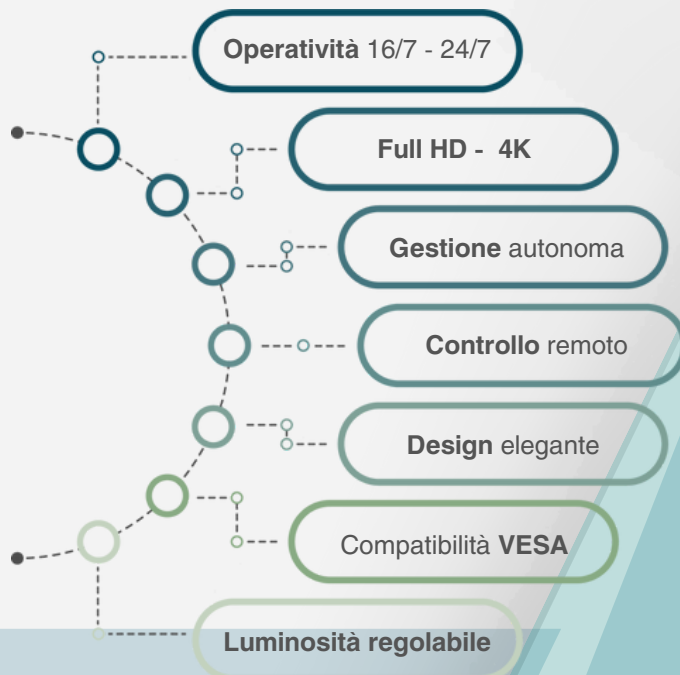 Operatività 16/7 - 24/7
Full HD - 4K
Gestione autonoma
Controllo remoto
Design elegante
Compatibilità VESA
Luminosità regolabile